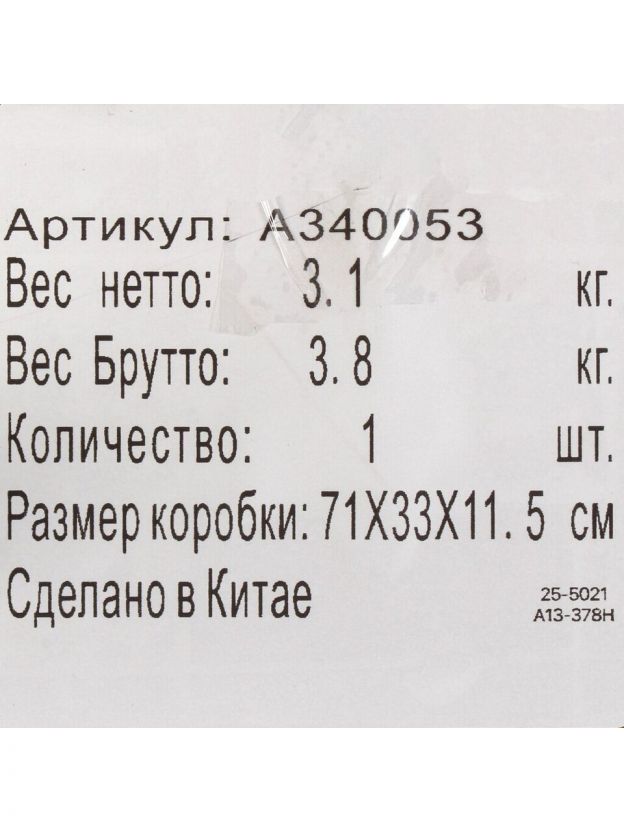 Артикул: А340053
Вес нетто: 3.1 кг.
Вес Брутто: 3.8 кг.
Количество: 1 шт.
Размер коробки: 71Х33Х11.5 см
Сделано в Китае
25-5021
А13-378Н